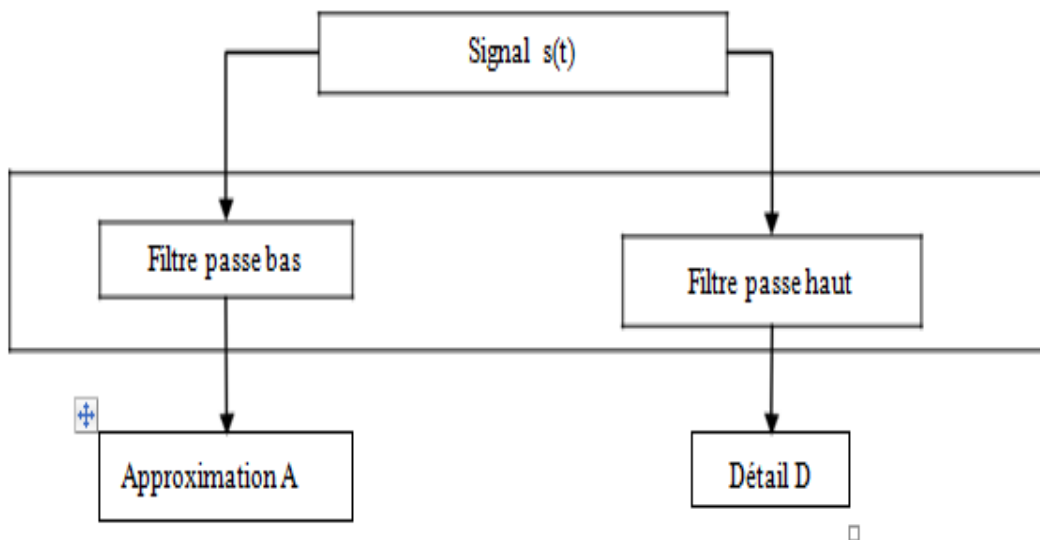 Signal s(t)
Filtre passe bas
Filtre passe haut
Approximation A
Détail D